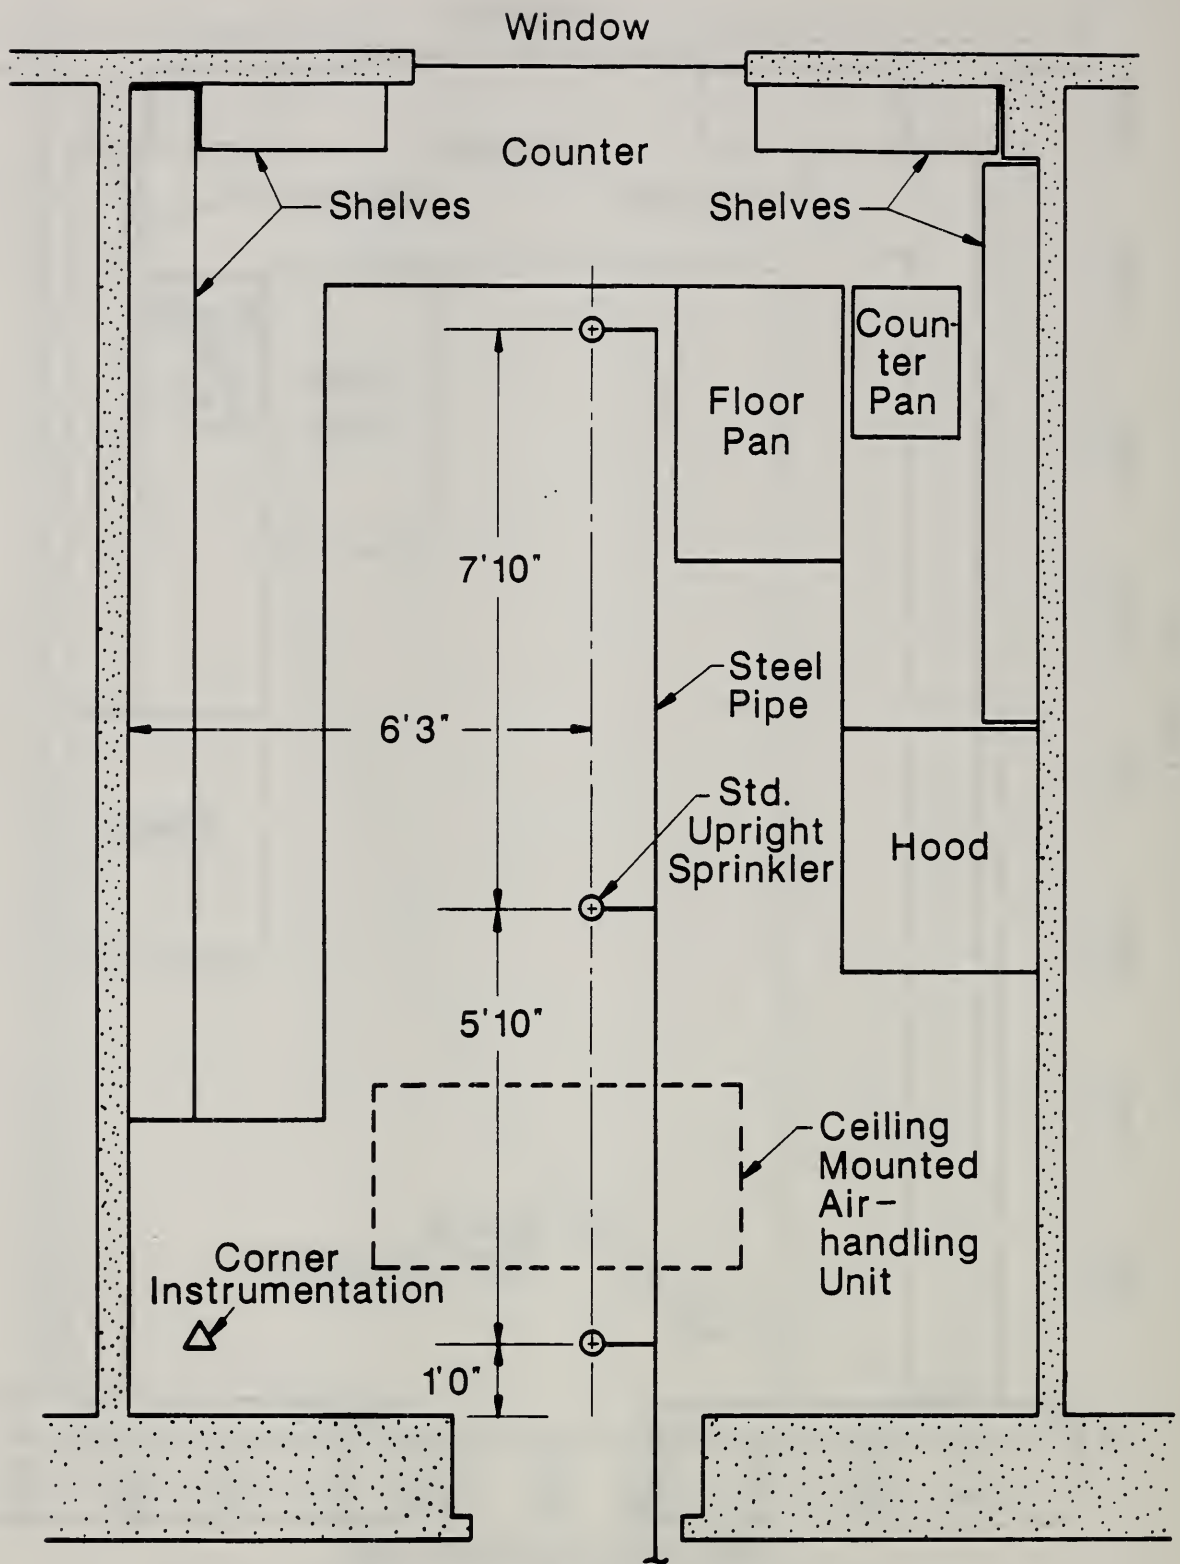 Window
Counter
Shelves
Shelves
Coun-
ter
Pan
Floor
Pan
7'10"
Steel
Pipe
6'3"
Std.
Upright
Sprinkler
Hood
5'10"
Ceiling
Mounted
Air-
handling
Unit
Corner
Instrumentation
1'0"